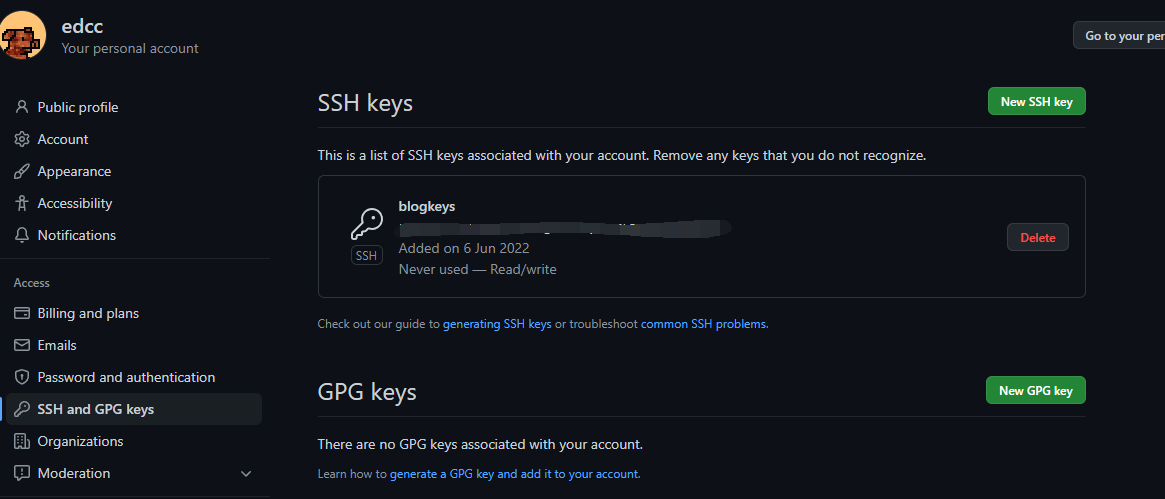 edcc
Your personal account
Go to your per
Public profile
Account
Appearance
Accessibility
Notifications
Access
Billing and plans
Emails
Password and authentication
SSH and GPG keys
Organizations
Moderation
SSH keys
New SSH key
This is a list of SSH keys associated with your account. Remove any keys that you do not recognize.
blogkeys
SSH
Added on 6 Jun 2022
Never used — Read/write
Delete
Check out our guide to generating SSH keys or troubleshoot common SSH problems.
GPG keys
New GPG key
There are no GPG keys associated with your account.
Learn how to generate a GPG key and add it to your account.